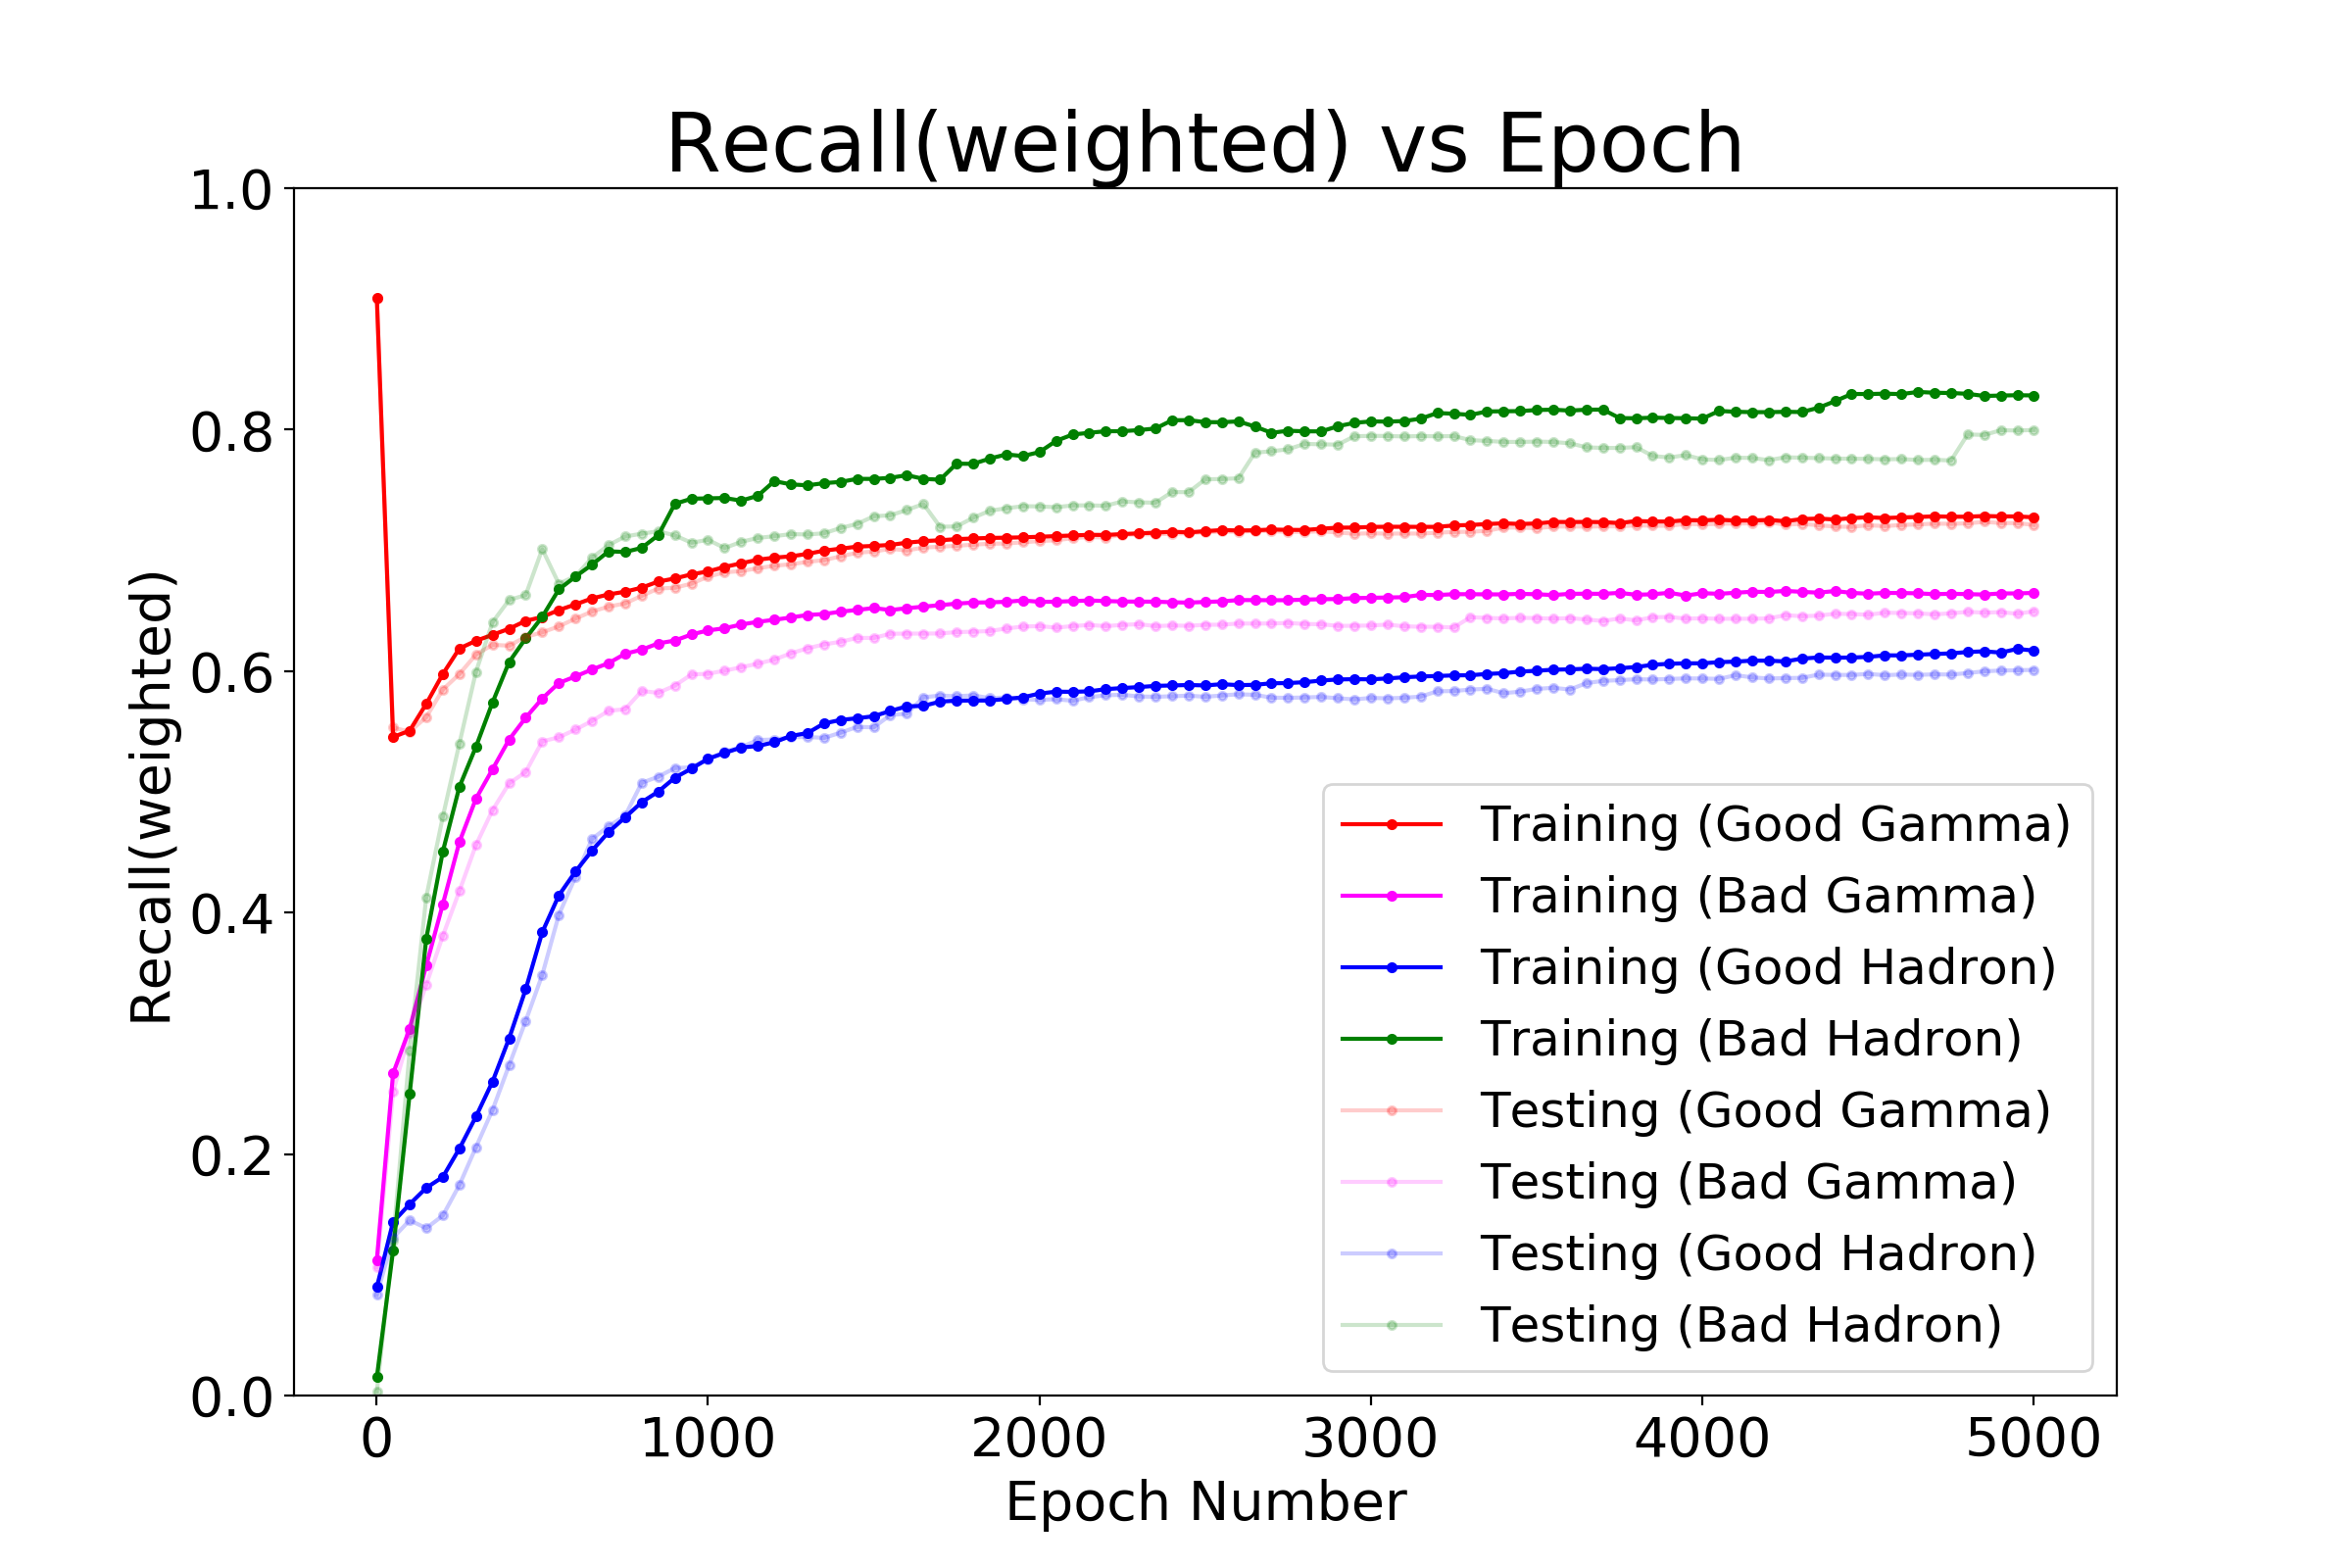 Recall(weighted) vs Epoch
1.0
0.8
0.6
0.4
0.2
0.0
Recall(weighted)
0 1000 2000 3000 4000 5000
Epoch Number
Training (Good Gamma)
Training (Bad Gamma)
Training (Good Hadron)
Training (Bad Hadron)
Testing (Good Gamma)
Testing (Bad Gamma)
Testing (Good Hadron)
Testing (Bad Hadron)